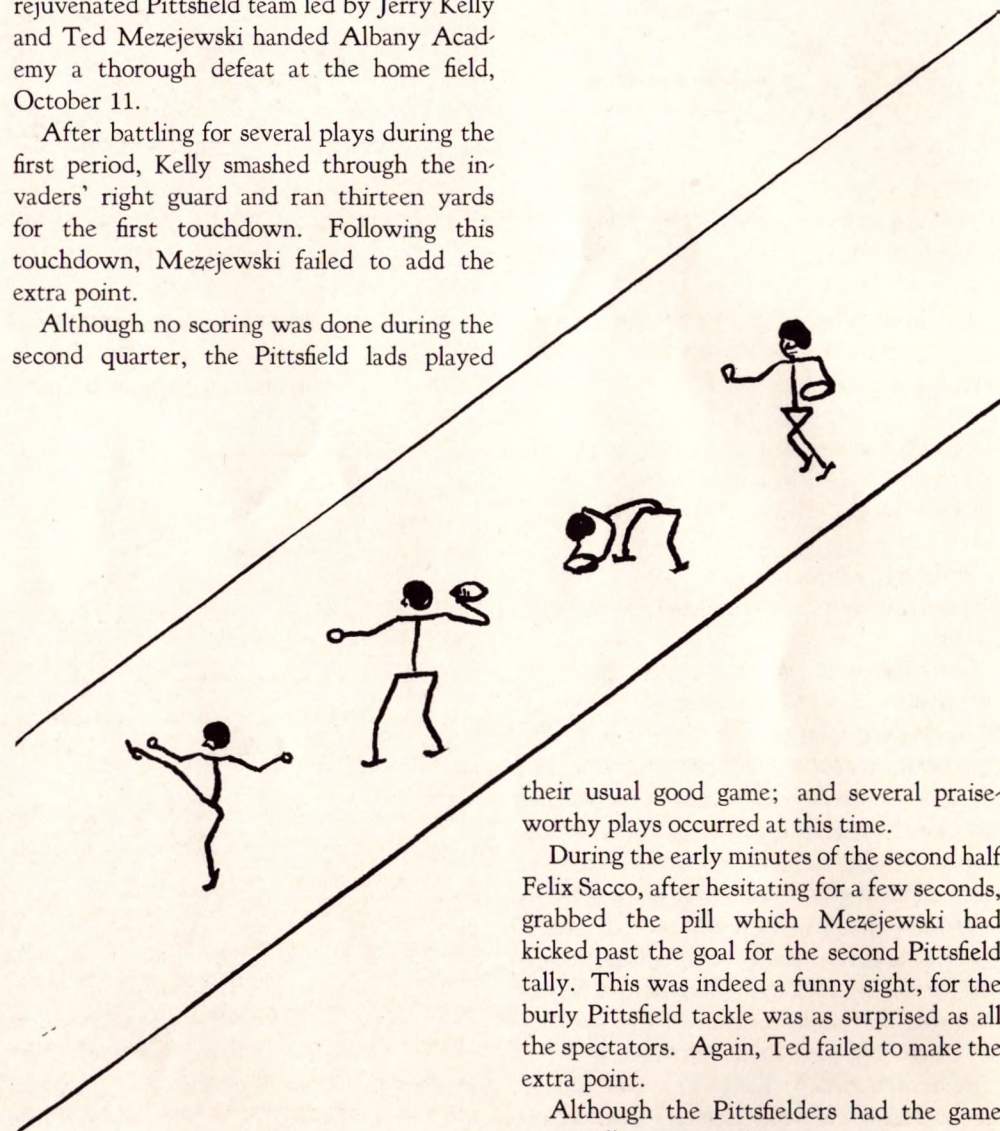 rejuvenated Pittsfield team led by Jerry Kelly
and Ted Mezejewski handed Albany Acad-
emy a thorough defeat at the home field,
October 11.
After battling for several plays during the
first period, Kelly smashed through the in-
vaders' right guard and ran thirteen yards
for the first touchdown. Following this
touchdown, Mezejewski failed to add the
extra point.
Although no scoring was done during the
second quarter, the Pittsfield lads played
their usual good game; and several praise-
worthy plays occurred at this time.
During the early minutes of the second half
Felix Sacco, after hesitating for a few seconds,
grabbed the pill which Mezejewski had
kicked past the goal for the second Pittsfield
tally. This was indeed a funny sight, for the
burly Pittsfield tackle was as surprised as all
the spectators. Again, Ted failed to make the
extra point.
Although the Pittsfielders had the game